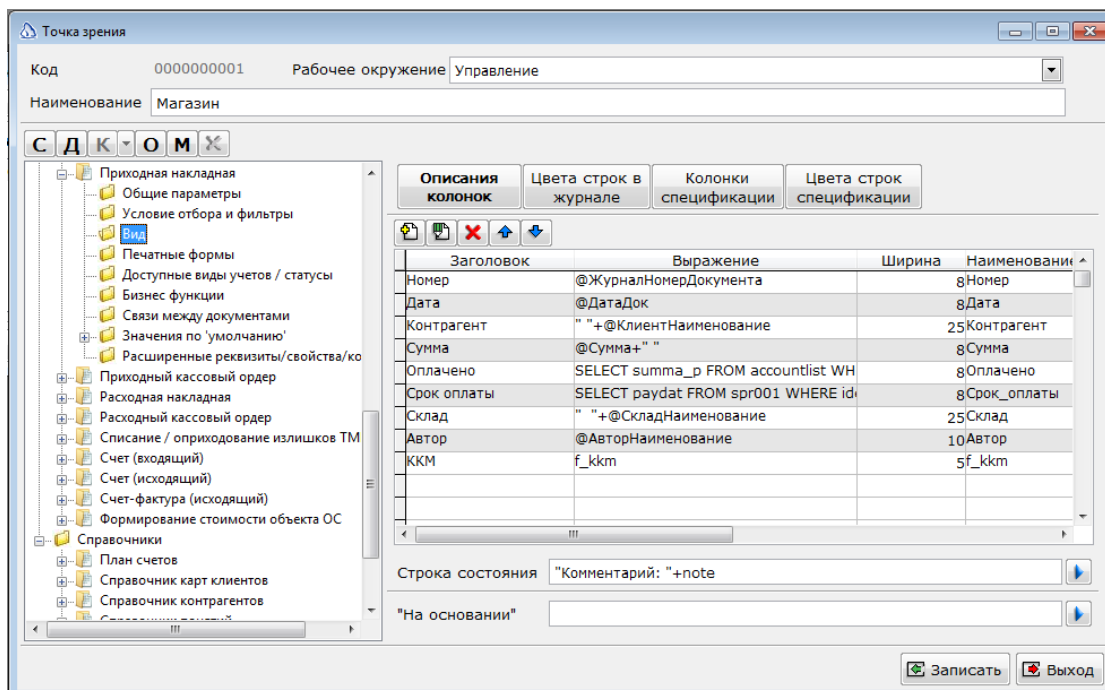 Точка зрения
Код 0000000001 Рабочее окружение Управление
Наименование Магазин
С Д К О М
Приходная накладная
Общие параметры
Условие отбора и фильтры
Вид
Печатные формы
Доступные виды учетов / статусы
Бизнес функции
Связи между документами
Значения по 'умолчанию'
Расширенные реквизиты/свойства/ко
Приходный кассовый ордер
Расходная накладная
Расходный кассовый ордер
Списание / оприходование излишков ТМ
Счет (входящий)
Счет (исходящий)
Счет-фактура (исходящий)
Формирование стоимости объекта ОС
Справочники
План счетов
Справочник карт клиентов
Справочник контрагентов
Описания колонок
Цвета строк в журнале
Колонки спецификации
Цвета строк спецификации
Заголовок Выражение Ширина Наименование
Номер @ЖурналНомерДокумента 8 Номер
Дата @ДатаДок 8 Дата
Контрагент " "+@КлиентНаименование 25 Контрагент
Сумма @Сумма+" " 8 Сумма
Оплачено SELECT summa_p FROM accountlist WH 8 Оплачено
Срок оплаты SELECT paydat FROM spr001 WHERE id 8 Срок_оплаты
Склад " "+@СкладНаименование 25 Склад
Автор @АвторНаименование 10 Автор
ККМ f_kkm 5 f_kkm
Строка состояния "Комментарий: "+note
"На основании"
Записать Выход